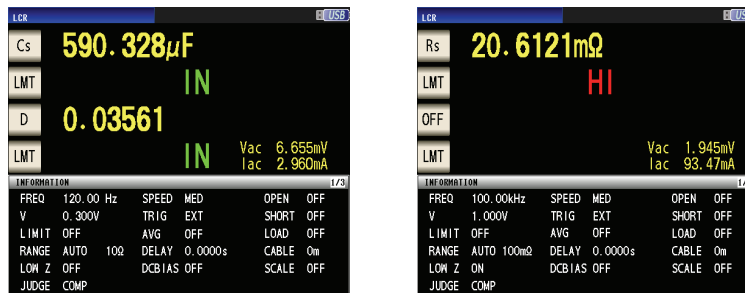 LCR USB
Cs 590.328μF
LMT IN
D 0.03561
LMT IN Vac 6.655mV
Iac 2.960mA
INFORMATION 1/3
FREQ 120.00 Hz SPEED MED OPEN OFF
V 0.300V TRIG EXT SHORT OFF
LIMIT OFF AVG OFF LOAD OFF
RANGE AUTO 10Ω DELAY 0.0000s CABLE 0m
LOW Z OFF DCBIAS OFF SCALE OFF
JUDGE COMP
LCR US
Rs 20.6121mΩ
LMT HI
OFF
LMT Vac 1.945mV
Iac 93.47mA
INFORMATION 1/
FREQ 100.00kHz SPEED MED OPEN OFF
V 1.000V TRIG EXT SHORT OFF
LIMIT OFF AVG OFF LOAD OFF
RANGE AUTO 100mΩ DELAY 0.0000s CABLE 0m
LOW Z ON DCBIAS OFF SCALE OFF
JUDGE COMP